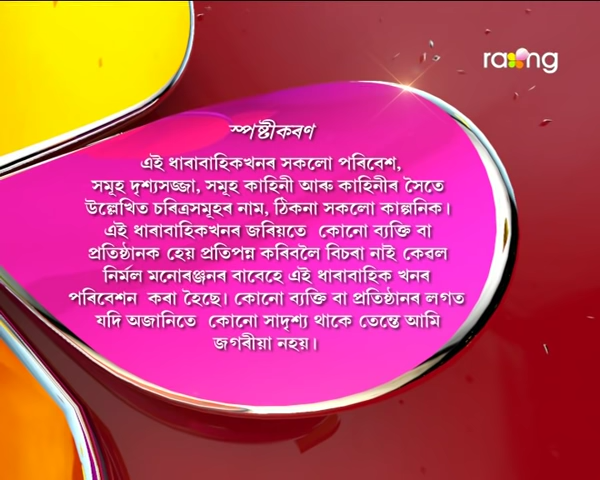 rang
স্পষ্টীকৰণ
এই ধাৰাবাহিকখনৰ সকলো পৰিবেশ,
সমূহ দৃশ্যসজ্জা, সমূহ কাহিনী আৰু কাহিনীৰ সৈতে
উল্লেখিত চৰিত্ৰসমূহৰ নাম, ঠিকনা সকলো কাল্পনিক।
এই ধাৰাবাহিকখনৰ জৰিয়তে কোনো ব্যক্তি বা
প্ৰতিষ্ঠানক হেয় প্ৰতিপন্ন কৰিবলৈ বিচৰা নাই কেৱল
নিৰ্মল মনোৰঞ্জনৰ বাবেহে এই ধাৰাবাহিক খনৰ
পৰিবেশন কৰা হৈছে। কোনো ব্যক্তি বা প্ৰতিষ্ঠানৰ লগত
যদি অজানিতে কোনো সাদৃশ্য থাকে তেন্তে আমি
জগৰীয়া নহয়।